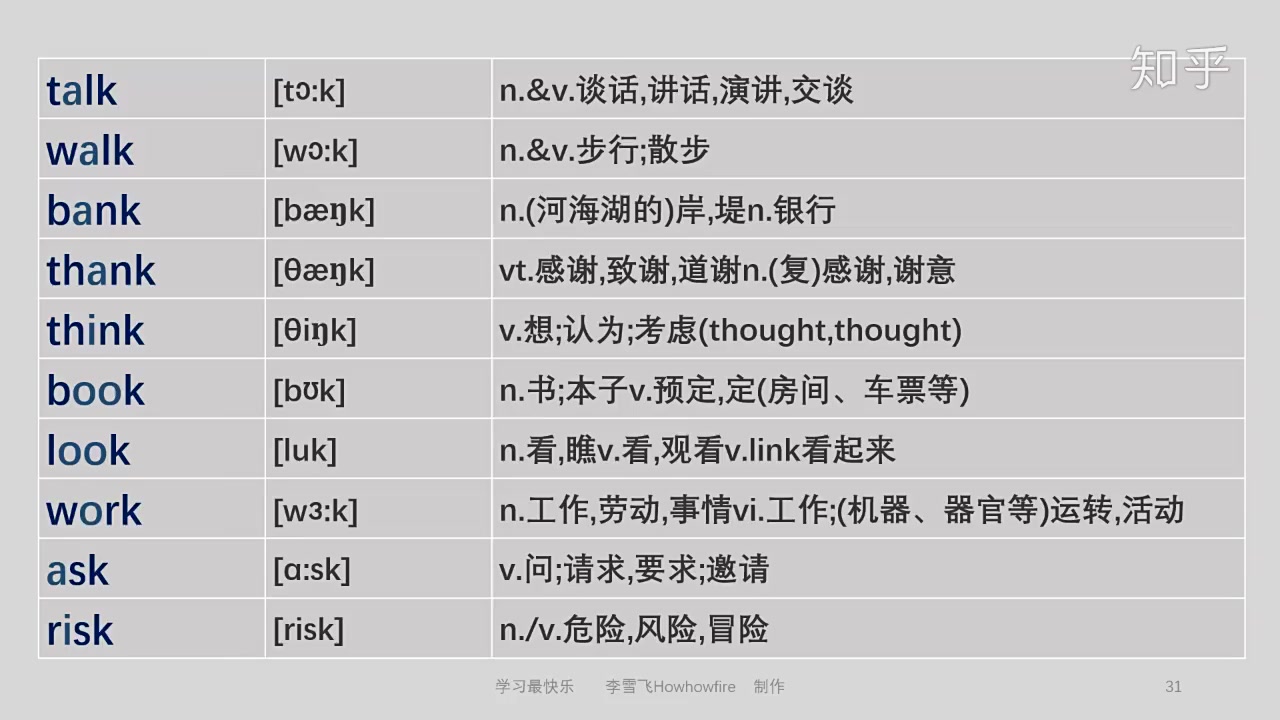 知乎
talk [tɔ:k] n.&v.谈话,讲话,演讲,交谈
walk [wɔ:k] n.&v.步行;散步
bank [bæŋk] n.(河海湖的)岸,堤n.银行
thank [θæŋk] vt.感谢,致谢,道谢n.(复)感谢,谢意
think [θiŋk] v.想;认为;考虑(thought,thought)
book [bʊk] n.书;本子v.预定,定(房间、车票等)
look [luk] n.看,瞧v.看,观看v.link看起来
work [wɜ:k] n.工作,劳动,事情vi.工作;(机器、器官等)运转,活动
ask [ɑ:sk] v.问;请求,要求;邀请
risk [risk] n./v.危险,风险,冒险
学习最快乐 李雪飞Howhowfire 制作 31